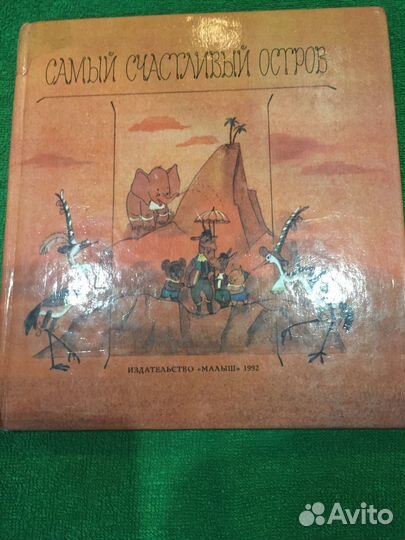 САМЫЙ СЧАСТЛИВЫЙ ОСТРОВ
ИЗДАТЕЛЬСТВО «МАЛЫШ» 1992
Avito